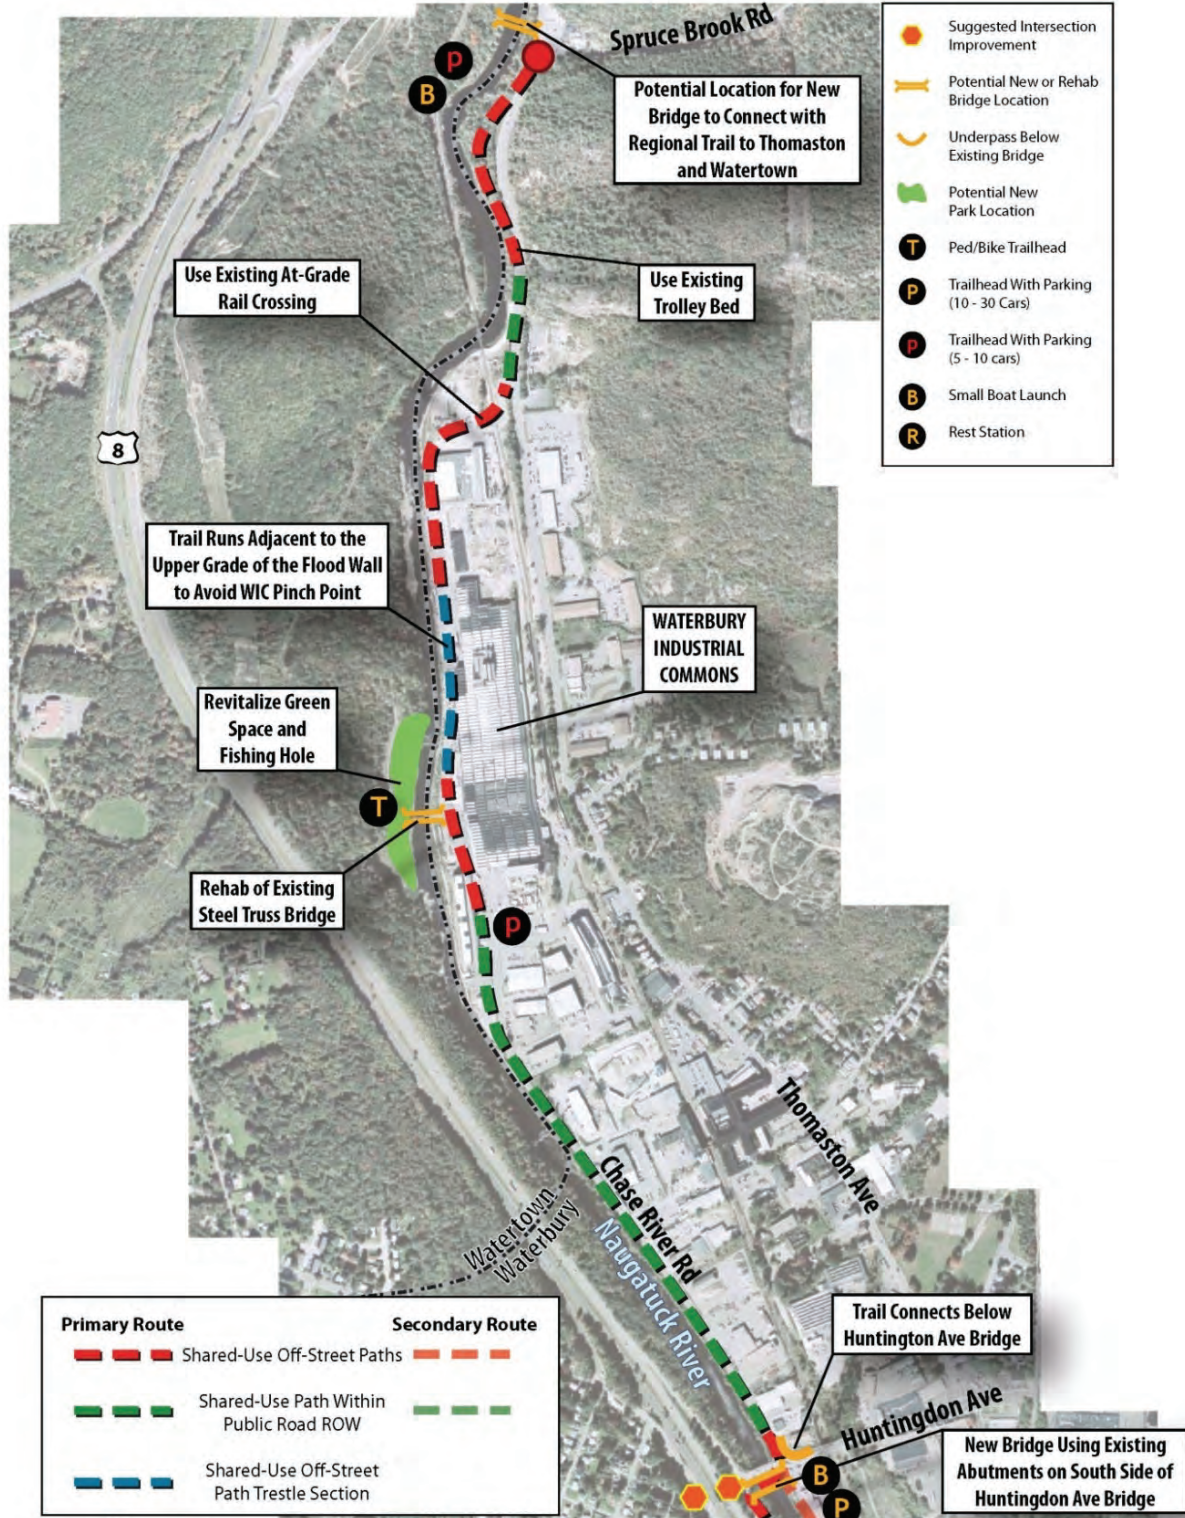 Spruce Brook Rd
P
B
Potential Location for New
Bridge to Connect with
Regional Trail to Thomaston
and Watertown
Suggested Intersection
Improvement
Potential New or Rehab
Bridge Location
Underpass Below
Existing Bridge
Potential New
Park Location
T
Ped/Bike Trailhead
P
Trailhead With Parking
(10 - 30 Cars)
P
Trailhead With Parking
(5 - 10 cars)
B
Small Boat Launch
R
Rest Station
Use Existing At-Grade
Rail Crossing
Use Existing
Trolley Bed
8
Trail Runs Adjacent to the
Upper Grade of the Flood Wall
to Avoid WIC Pinch Point
WATERBURY
INDUSTRIAL
COMMONS
Revitalize Green
Space and
Fishing Hole
T
Rehab of Existing
Steel Truss Bridge
P
Thomaston Ave
Chase River Rd
Naugatuck River
Watertown
Waterbury
Trail Connects Below
Huntington Ave Bridge
Huntingdon Ave
New Bridge Using Existing
Abutments on South Side of
Huntingdon Ave Bridge
B
P
Primary Route
Secondary Route
Shared-Use Off-Street Paths
Shared-Use Path Within
Public Road ROW
Shared-Use Off-Street
Path Trestle Section